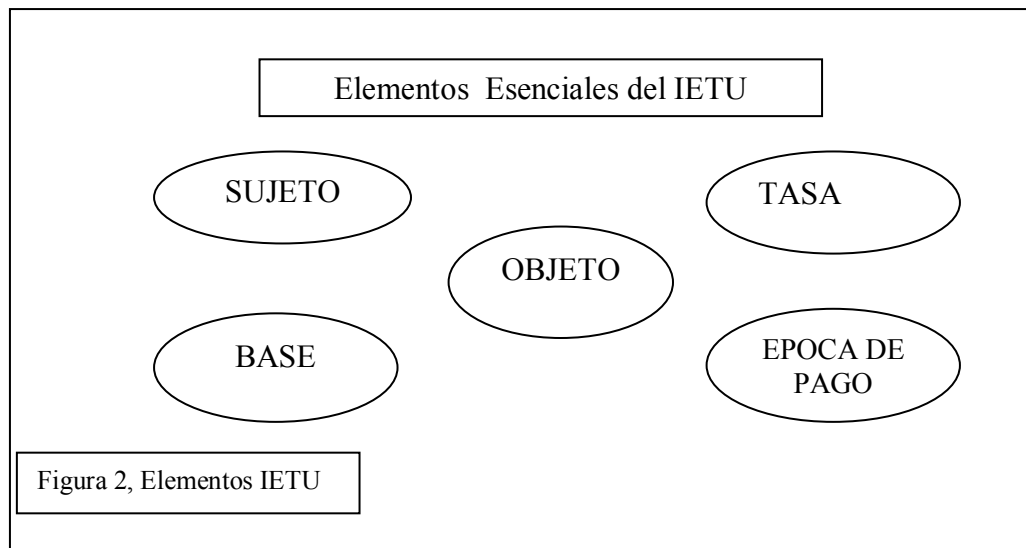 Elementos Esenciales del IETU
SUJETO
TASA
OBJETO
BASE
EPOCA DE
PAGO
Figura 2, Elementos IETU